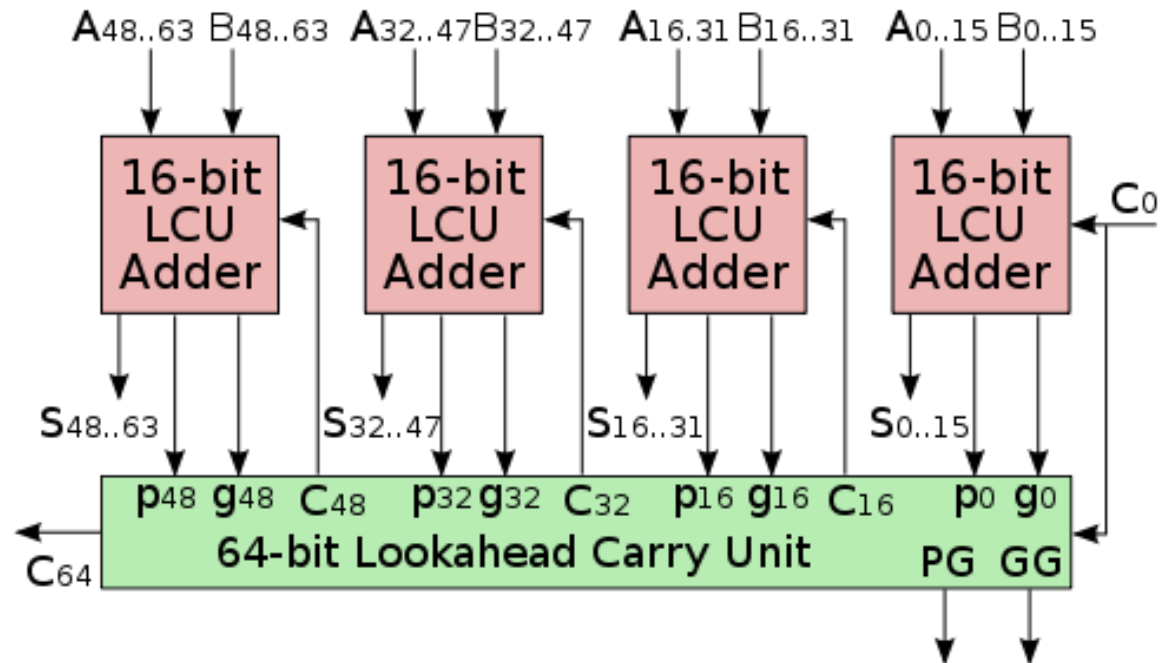 A48..63 B48..63 A32..47 B32..47 A16.31 B16..31 A0..15 B0..15
16-bit 16-bit 16-bit 16-bit
LCU LCU LCU LCU C0
Adder Adder Adder Adder
S48..63 S32..47 S16..31 S0..15
p48 g48 C48 p32 g32 C32 p16 g16 C16 p0 g0
64-bit Lookahead Carry Unit PG GG
C64